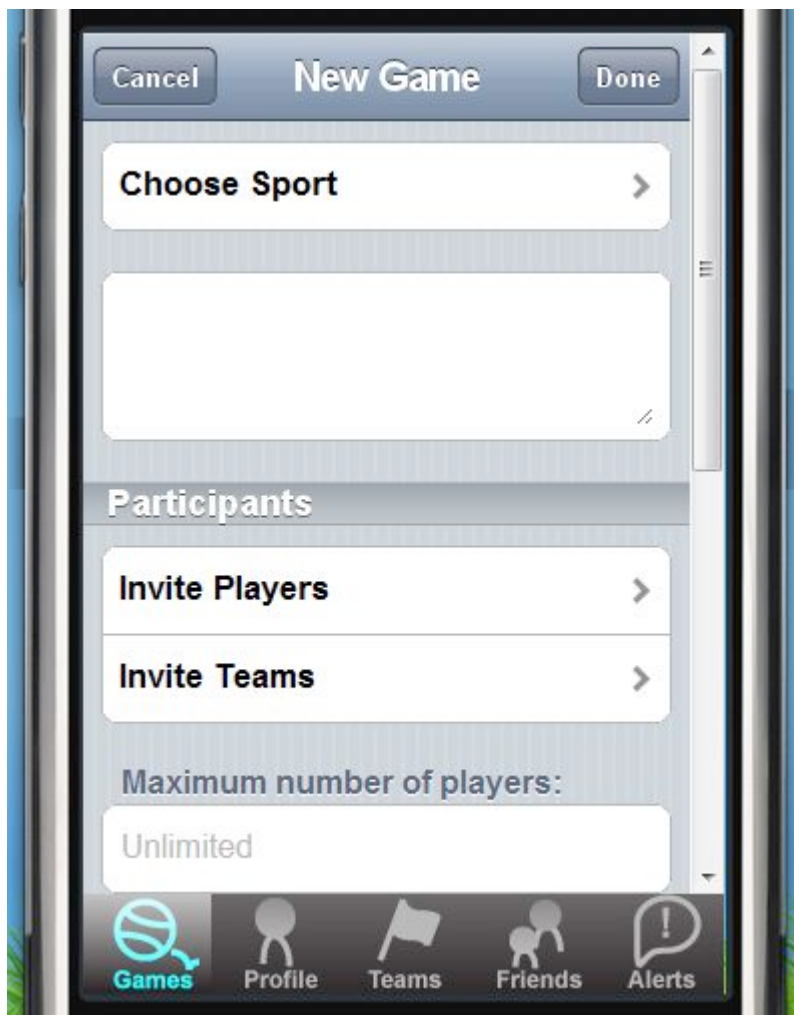 Cancel New Game Done
Choose Sport
Participants
Invite Players
Invite Teams
Maximum number of players:
Unlimited
Games Profile Teams Friends Alerts